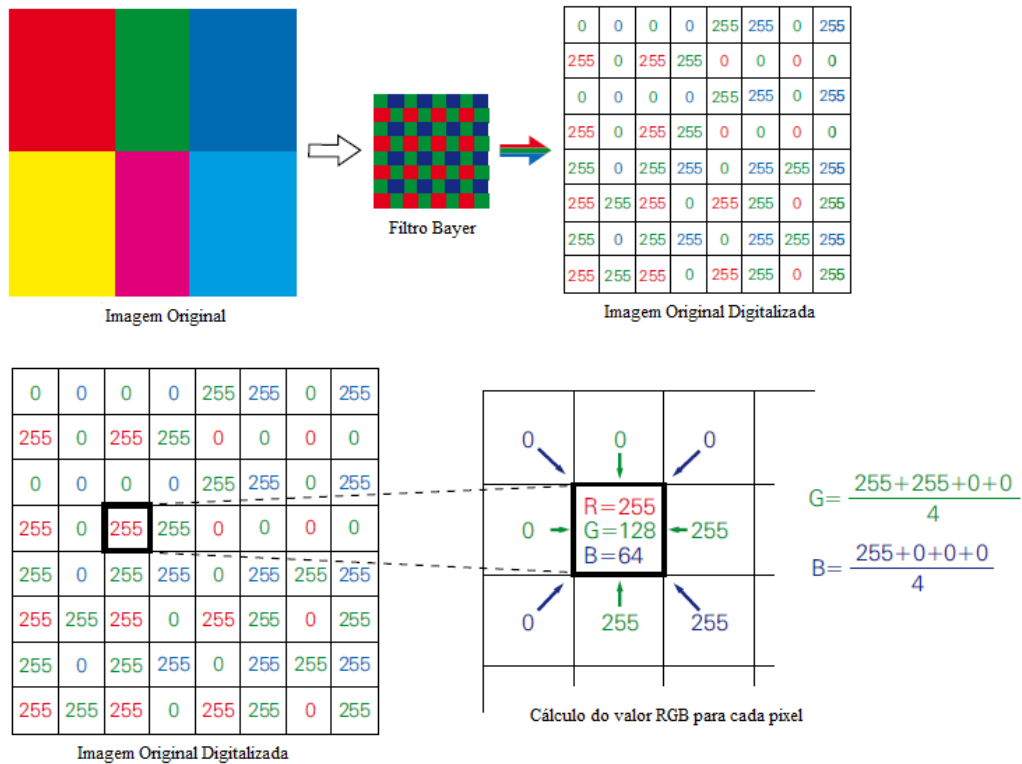 0 0 0 0 255 255 0 255
255 0 255 255 0 0 0 0
0 0 0 0 255 255 0 255
255 0 255 255 0 0 0 0
255 0 255 255 0 255 255 255
255 255 255 0 255 255 0 255
255 0 255 255 0 255 255 255
255 255 255 0 255 255 0 255
Filtro Bayer
Imagem Original
Imagem Original Digitalizada
0 0 0 0 255 255 0 255
255 0 255 255 0 0 0 0
0 0 0 0 255 255 0 255
255 0 255 255 0 0 0 0
255 0 255 255 0 255 255 255
255 255 255 0 255 255 0 255
255 0 255 255 0 255 255 255
255 255 255 0 255 255 0 255
Imagem Original Digitalizada
0 0 0
R=255
0 G=128 255
B=64
0 255 255
Cálculo do valor RGB para cada pixel
G= 255+255+0+0
4
B= 255+0+0+0
4